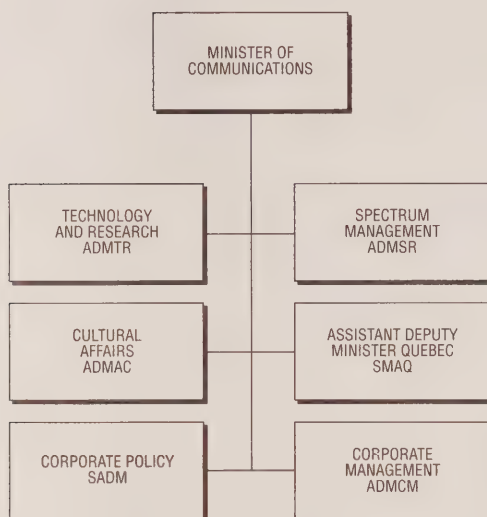 MINISTER OF
COMMUNICATIONS
TECHNOLOGY
AND RESEARCH
ADMTR
SPECTRUM
MANAGEMENT
ADMSR
CULTURAL
AFFAIRS
ADMAC
ASSISTANT DEPUTY
MINISTER QUEBEC
SMAQ
CORPORATE POLICY
SADM
CORPORATE
MANAGEMENT
ADMCM